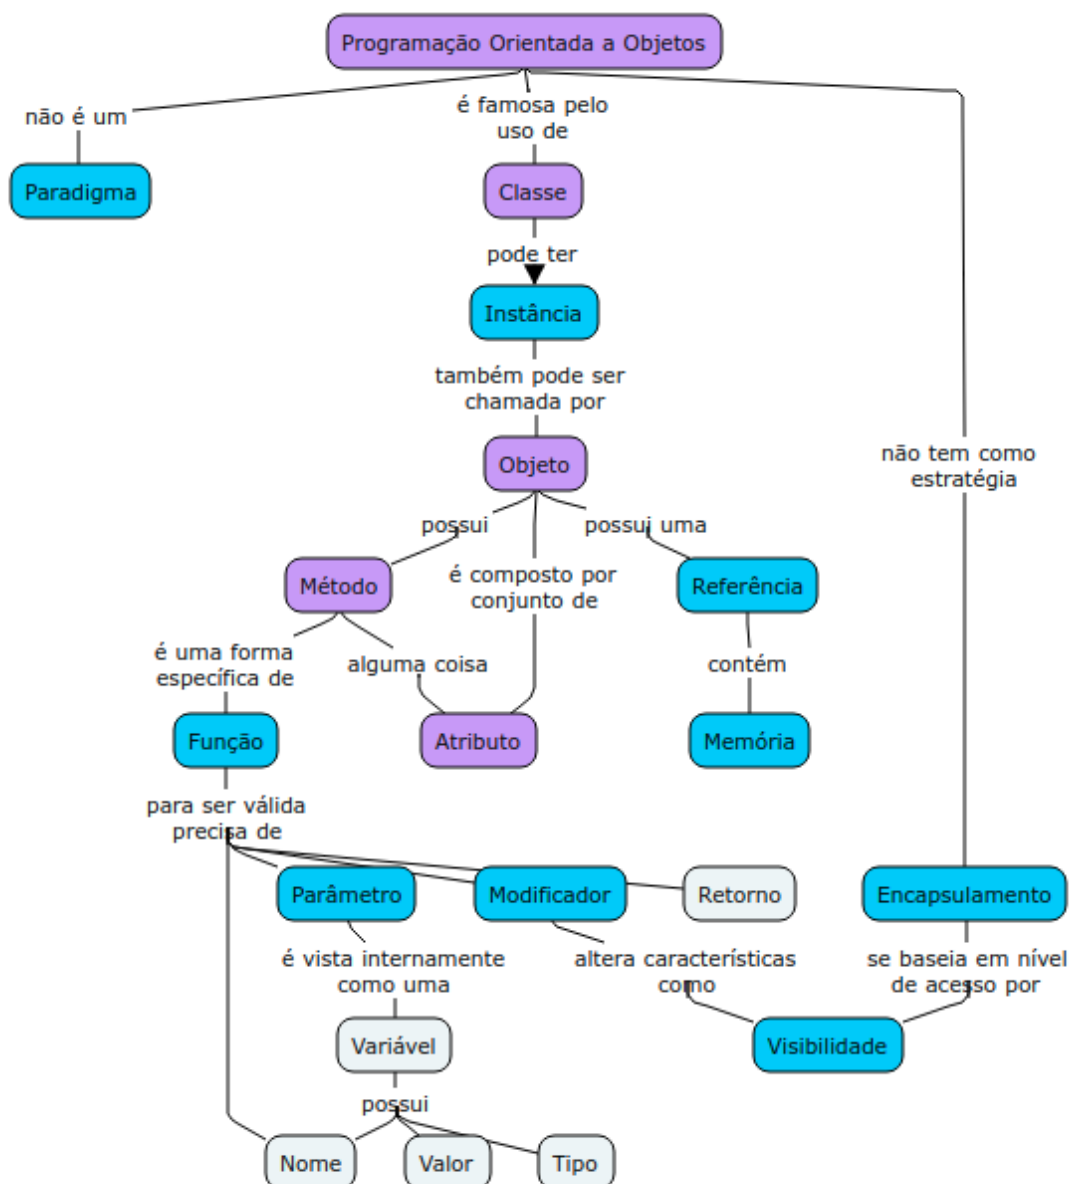 Programação Orientada a Objetos
não é um
é famosa pelo
uso de
Paradigma
Classe
pode ter
Instância
também pode ser
chamada por
Objeto
não tem como
estratégia
possui
possui uma
Método
é composto por
conjunto de
Referência
é uma forma
específica de
alguma coisa
contém
Função
Atributo
Memória
para ser válida
precisa de
Parâmetro
Modificador
Retorno
Encapsulamento
é vista internamente
como uma
altera características
como
se baseia em nível
de acesso por
Variável
Visibilidade
possui
Nome
Valor
Tipo